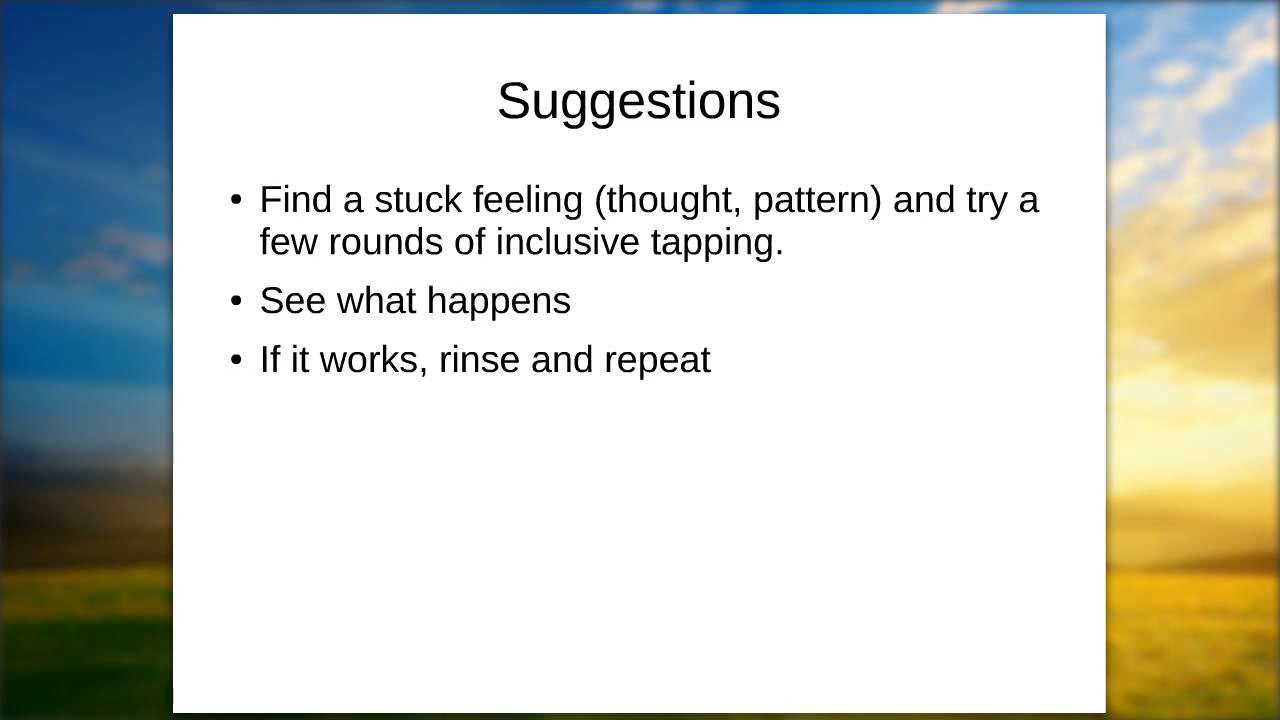 Suggestions
• Find a stuck feeling (thought, pattern) and try a
few rounds of inclusive tapping.
• See what happens
• If it works, rinse and repeat